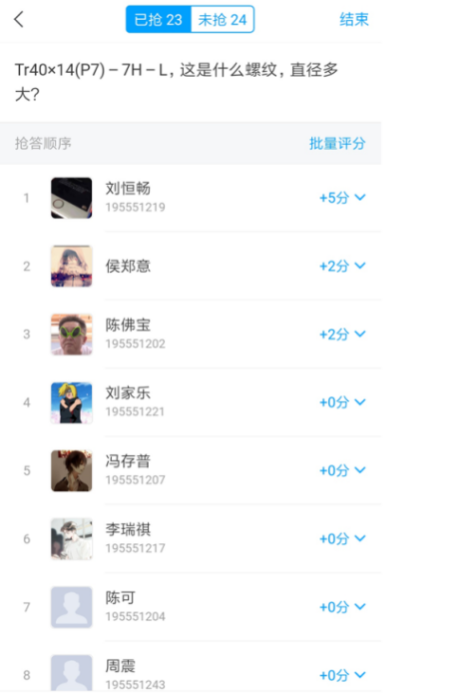 已抢 23 未抢 24 结束
Tr40×14(P7) – 7H – L, 这是什么螺纹, 直径多
大?
抢答顺序 批量评分
1 刘恒畅 +5分
195551219
2 侯郑意 +2分
3 陈佛宝 +2分
195551202
4 刘家乐 +0分
195551221
5 冯存普 +0分
195551207
6 李瑞祺 +0分
195551217
7 陈可 +0分
195551204
8 周震 +0分
195551243